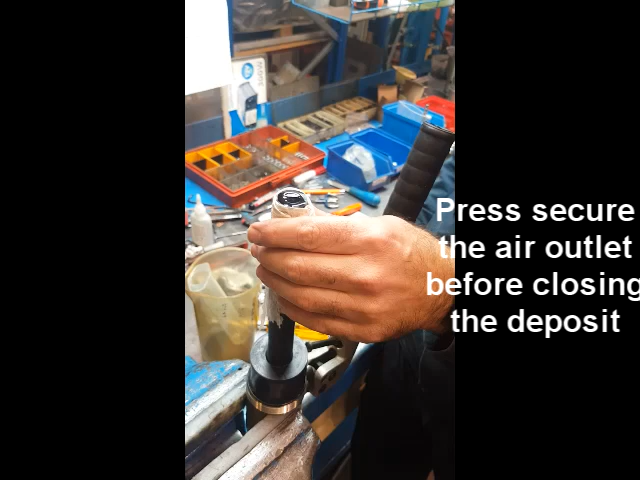 Press secure
the air outlet
before closing
the deposit